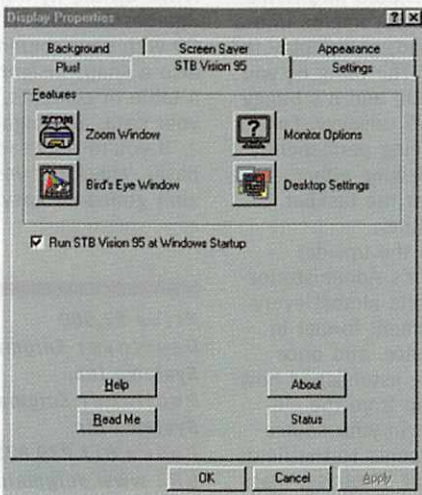 Display Properties
Background Screen Saver Appearance
Plus! STB Vision 95 Settings
Features
ZOOM
Zoom Window
?
Monitor Options
Bird's Eye Window
Desktop Settings
Run STB Vision 95 at Windows Startup
Help About
Read Me Status
OK Cancel Apply